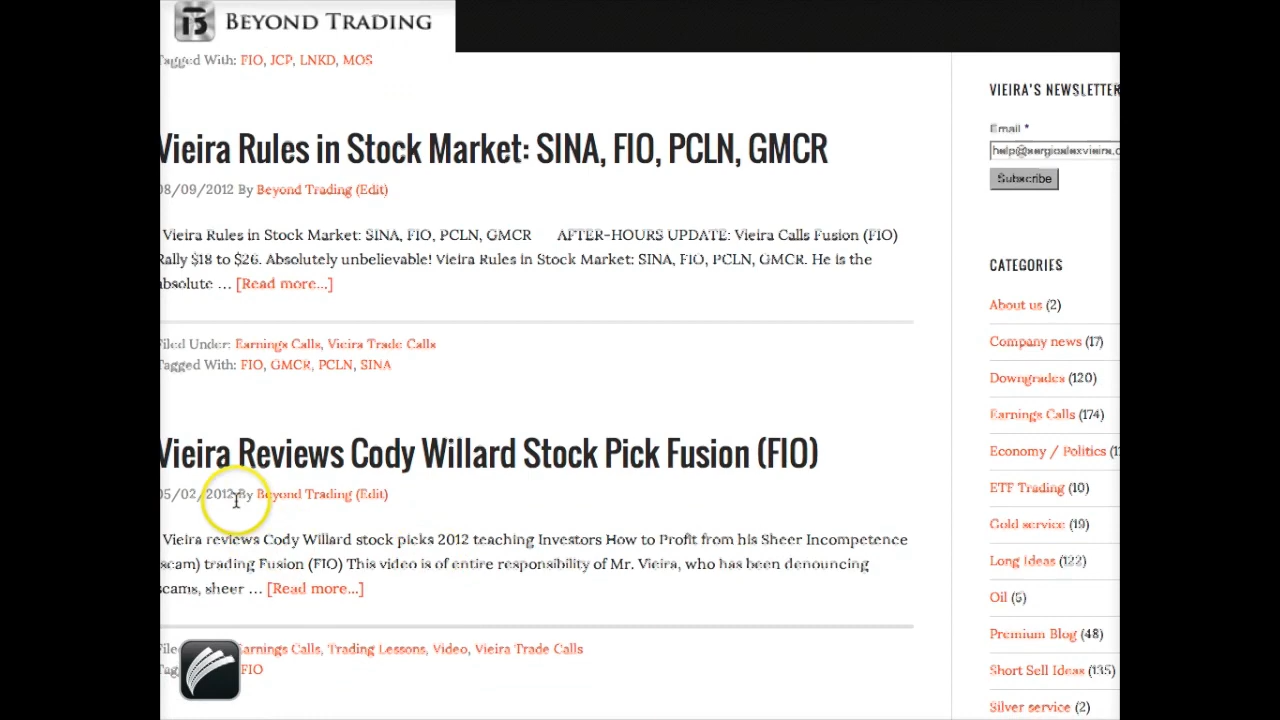 BEYOND TRADING
Tagged With: FIO, JCP, LNKD, MOS
Vieira Rules in Stock Market: SINA, FIO, PCLN, GMCR
08/09/2012 By Beyond Trading (Edit)
Vieira Rules in Stock Market: SINA, FIO, PCLN, GMCR AFTER-HOURS UPDATE: Vieira Calls Fusion (FIO)
Rally $18 to $26. Absolutely unbelievable! Vieira Rules in Stock Market: SINA, FIO, PCLN, GMCR. He is the
absolute … [Read more...]
Filed Under: Earnings Calls, Vieira Trade Calls
Tagged With: FIO, GMCR, PCLN, SINA
Vieira Reviews Cody Willard Stock Pick Fusion (FIO)
05/02/2012 By Beyond Trading (Edit)
Vieira reviews Cody Willard stock picks 2012 teaching Investors How to Profit from his Sheer Incompetence
(scam) trading Fusion (FIO) This video is of entire responsibility of Mr. Vieira, who has been denouncing
scams, sheer … [Read more...]
Earnings Calls, Trading Lessons, Video, Vieira Trade Calls
FIO
VIEIRA'S NEWSLETTER
Email *
help@sergioalexvieira.c
Subscribe
CATEGORIES
About us (2)
Company news (17)
Downgrades (120)
Earnings Calls (174)
Economy / Politics
ETF Trading (10)
Gold service (19)
Long Ideas (122)
Oil (5)
Premium Blog (48)
Short Sell Ideas (135)
Silver service (2)